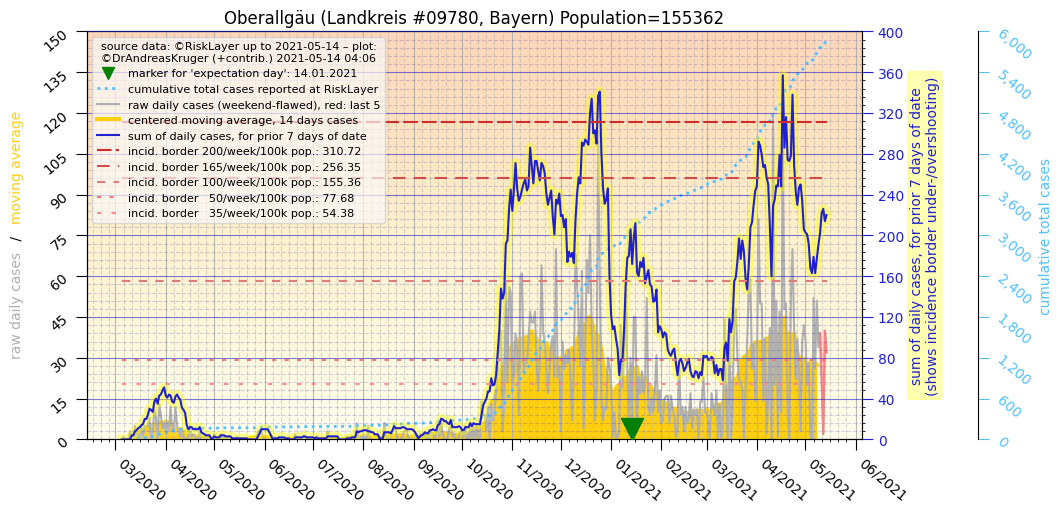 Oberallgäu (Landkreis #09780, Bayern) Population=155362
source data: ©RiskLayer up to 2021-05-14 – plot:
©DrAndreasKruger (+contrib.) 2021-05-14 04:06
marker for 'expectation day': 14.01.2021
cumulative total cases reported at RiskLayer
raw daily cases (weekend-flawed), red: last 5
centered moving average, 14 days cases
sum of daily cases, for prior 7 days of date
incid. border 200/week/100k pop.: 310.72
incid. border 165/week/100k pop.: 256.35
incid. border 100/week/100k pop.: 155.36
incid. border   50/week/100k pop.: 77.68
incid. border   35/week/100k pop.: 54.38
raw daily cases / moving average
150
135
120
105
90
75
60
45
30
15
0
03/2020
04/2020
05/2020
06/2020
07/2020
08/2020
09/2020
10/2020
11/2020
12/2020
01/2021
02/2021
03/2021
04/2021
05/2021
06/2021
400
360
320
280
240
200
160
120
80
40
0
sum of daily cases, for prior 7 days of date
(shows incidence border under-/overshooting)
6,000
5,400
4,800
4,200
3,600
3,000
2,400
1,800
1,200
600
0
cumulative total cases